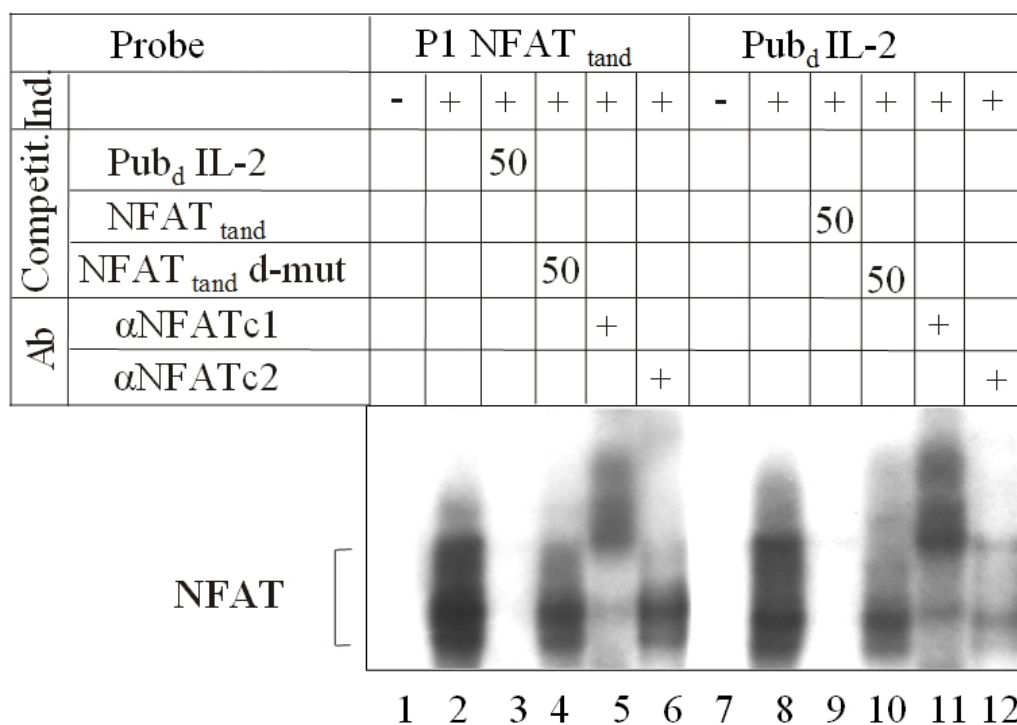 Probe P1 NFAT tand Pub d IL-2
Ind. - + + + + + - + + + + +
Competit. Pub d IL-2 50
NFAT tand 50
NFAT tand d-mut 50 50
Ab αNFATc1 + +
αNFATc2 + +
NFAT
1 2 3 4 5 6 7 8 9 10 11 12